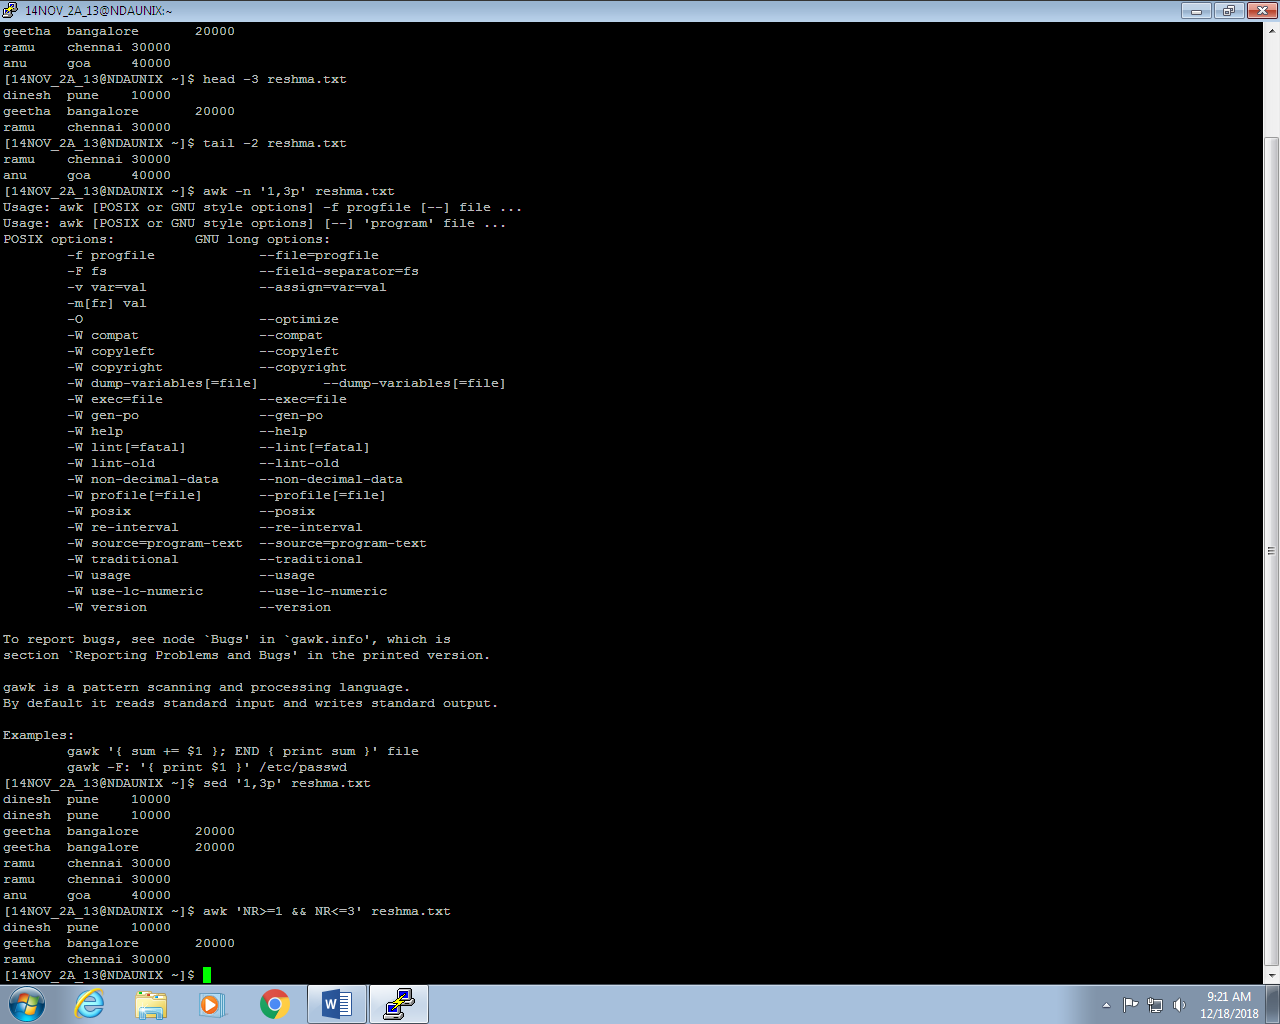 14NOV_2A_13@NDAUNIX:~
geetha  bangalore       20000
ramu    chennai 30000
anu     goa     40000
[14NOV_2A_13@NDAUNIX ~]$ head -3 reshma.txt
dinesh  pune    10000
geetha  bangalore       20000
ramu    chennai 30000
[14NOV_2A_13@NDAUNIX ~]$ tail -2 reshma.txt
ramu    chennai 30000
anu     goa     40000
[14NOV_2A_13@NDAUNIX ~]$ awk -n '1,3p' reshma.txt
Usage: awk [POSIX or GNU style options] -f progfile [--] file ...
Usage: awk [POSIX or GNU style options] [--] 'program' file ...
POSIX options:          GNU long options:
        -f progfile             --file=progfile
        -F fs                   --field-separator=fs
        -v var=val              --assign=var=val
        -m[fr] val
        -O                      --optimize
        -W compat               --compat
        -W copyleft             --copyleft
        -W copyright            --copyright
        -W dump-variables[=file]        --dump-variables[=file]
        -W exec=file            --exec=file
        -W gen-po               --gen-po
        -W help                 --help
        -W lint[=fatal]         --lint[=fatal]
        -W lint-old             --lint-old
        -W non-decimal-data     --non-decimal-data
        -W profile[=file]       --profile[=file]
        -W posix                --posix
        -W re-interval          --re-interval
        -W source=program-text  --source=program-text
        -W traditional          --traditional
        -W usage                --usage
        -W use-lc-numeric       --use-lc-numeric
        -W version              --version
To report bugs, see node `Bugs' in `gawk.info', which is
section `Reporting Problems and Bugs' in the printed version.
gawk is a pattern scanning and processing language.
By default it reads standard input and writes standard output.
Examples:
        gawk '{ sum += $1 }; END { print sum }' file
        gawk -F: '{ print $1 }' /etc/passwd
[14NOV_2A_13@NDAUNIX ~]$ sed '1,3p' reshma.txt
dinesh  pune    10000
dinesh  pune    10000
geetha  bangalore       20000
geetha  bangalore       20000
ramu    chennai 30000
ramu    chennai 30000
anu     goa     40000
[14NOV_2A_13@NDAUNIX ~]$ awk 'NR>=1 && NR<=3' reshma.txt
dinesh  pune    10000
geetha  bangalore       20000
ramu    chennai 30000
[14NOV_2A_13@NDAUNIX ~]$
W
9:21 AM
12/18/2018